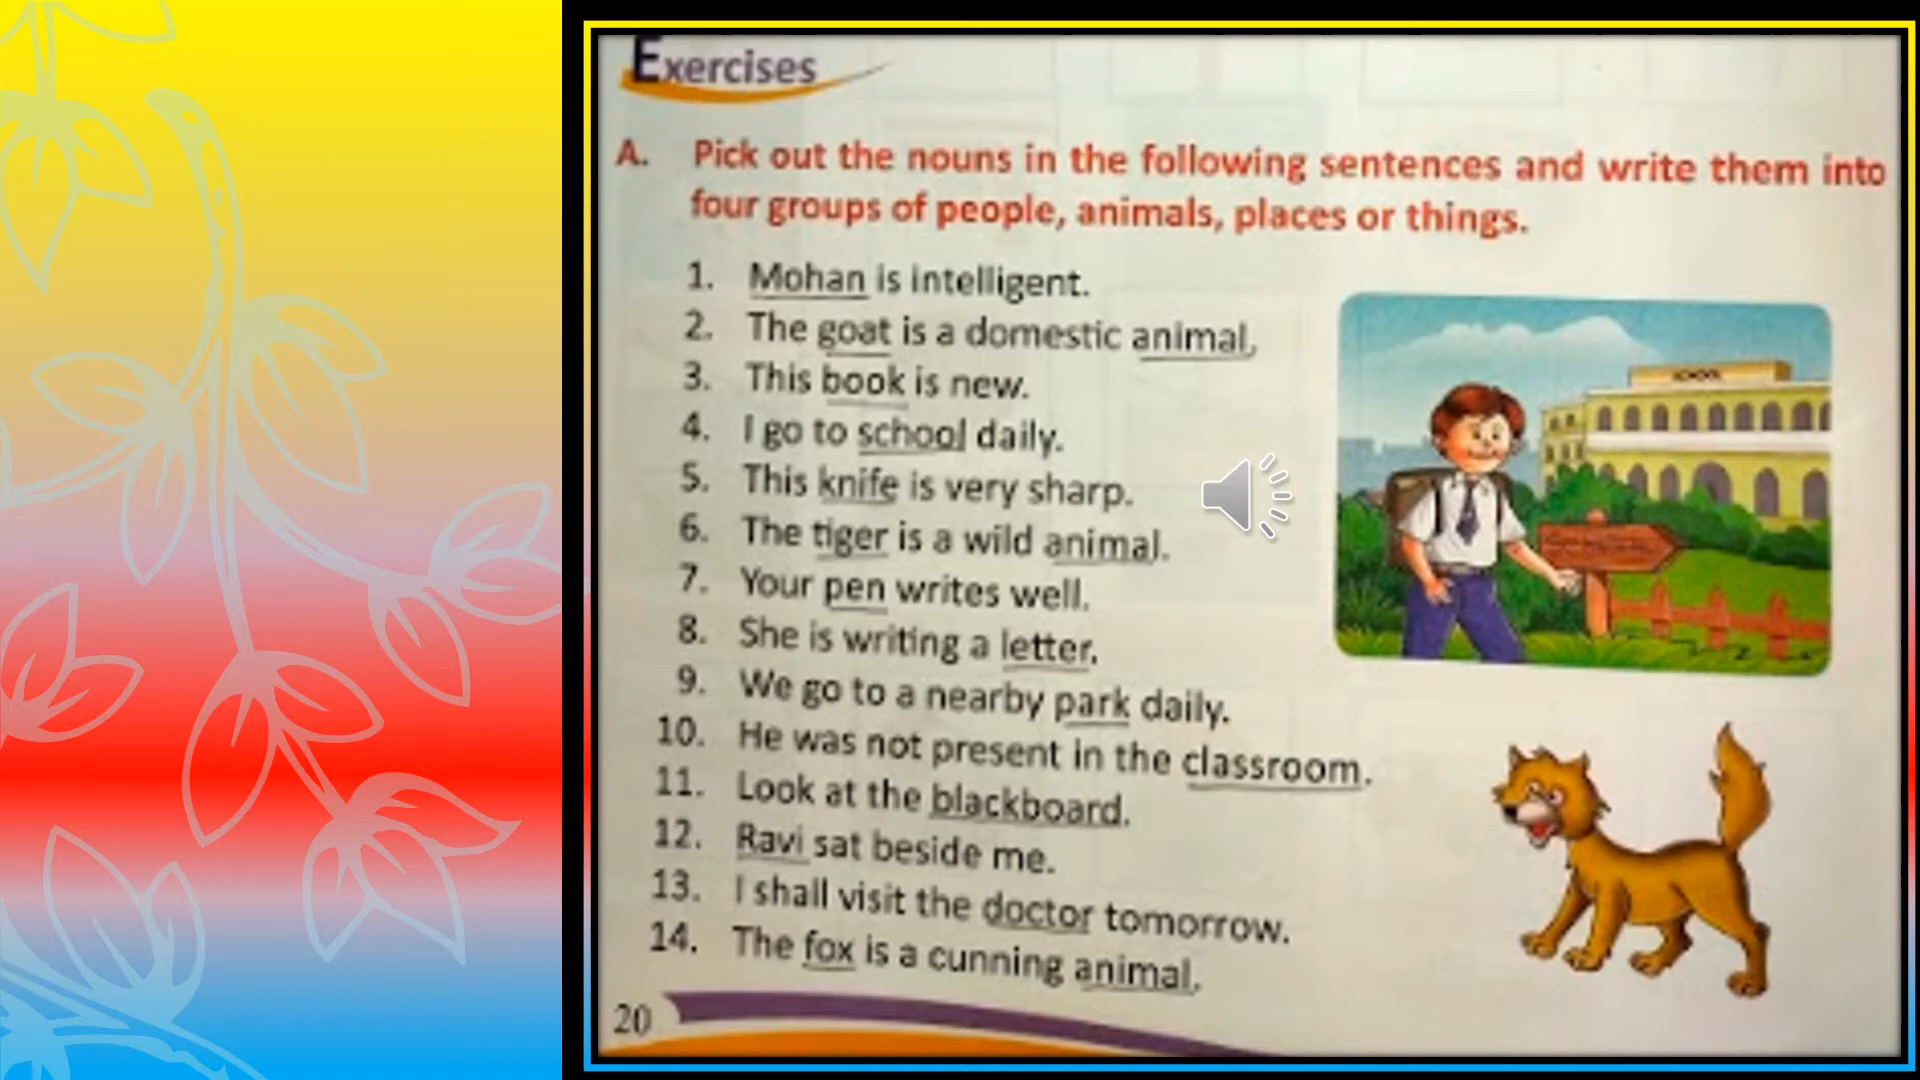 Exercises
A. Pick out the nouns in the following sentences and write them into
four groups of people, animals, places or things.
1. Mohan is intelligent.
2. The goat is a domestic animal.
3. This book is new.
4. I go to school daily.
SCHOOL
5. This knife is very sharp.
6. The tiger is a wild animal.
7. Your pen writes well.
8. She is writing a letter.
9. We go to a nearby park daily.
10. He was not present in the classroom.
11. Look at the blackboard.
12. Ravi sat beside me.
13. I shall visit the doctor tomorrow.
14. The fox is a cunning animal.
20